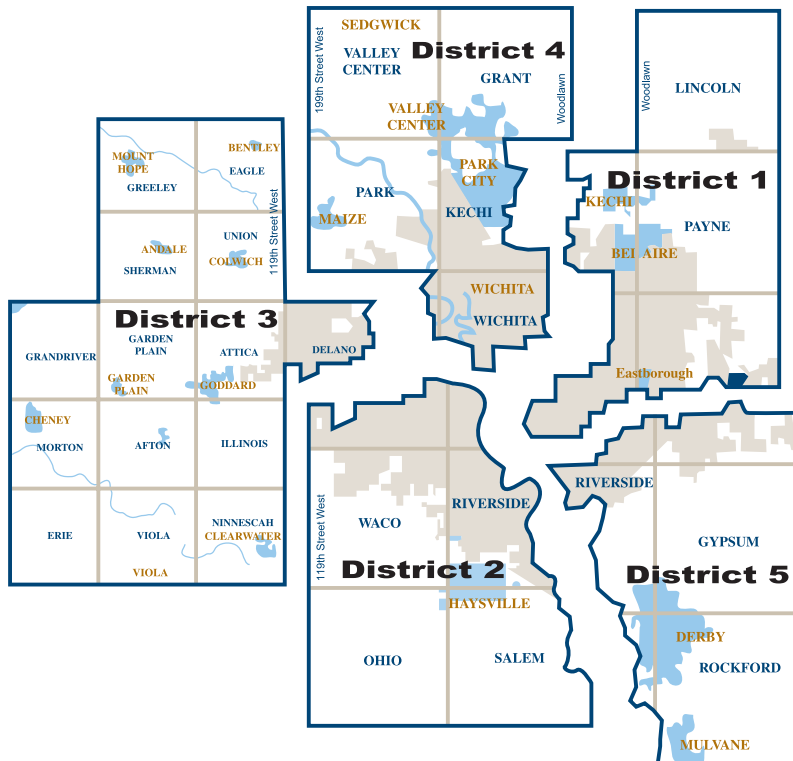 SEDGWICK
District 4
VALLEY
CENTER
GRANT
199th Street West
Woodlawn
VALLEY
CENTER
PARK
CITY
PARK
KECHI
MAIZE
WICHITA
WICHITA
Woodlawn
LINCOLN
District 1
KECHI
PAYNE
BEL AIRE
Eastborough
BENTLEY
MOUNT
HOPE
EAGLE
GREELEY
119th Street West
UNION
ANDALE
COLWICH
SHERMAN
District 3
GARDEN
PLAIN
GRANDRIVER
ATTICA
DELANO
GARDEN
PLAIN
GODDARD
CHENEY
MORTON
AFTON
ILLINOIS
NINNESCAH
ERIE
VIOLA
CLEARWATER
VIOLA
119th Street West
RIVERSIDE
WACO
District 2
HAYSVILLE
OHIO
SALEM
RIVERSIDE
GYPSUM
District 5
DERBY
ROCKFORD
MULVANE